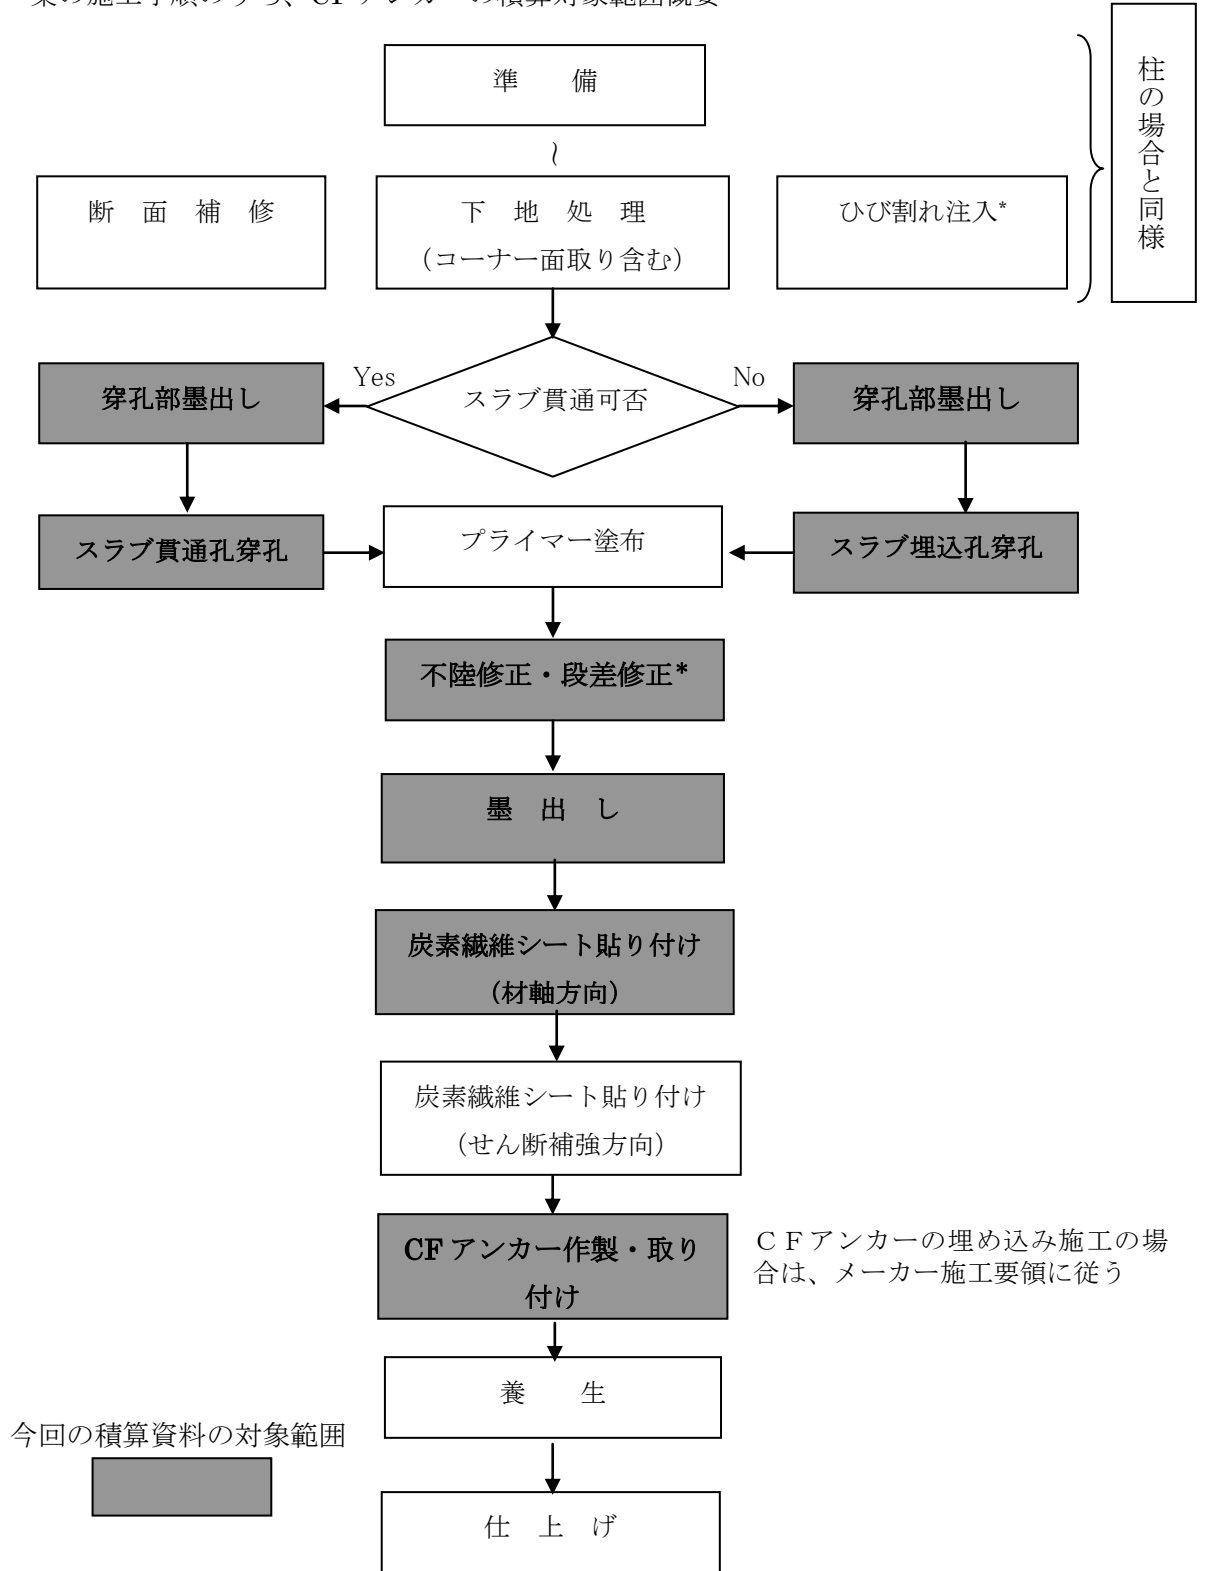 の施工手順のうち、CFアンカーの積算対象範囲概要
準　備
～
柱の場合と同様
断面補修
下地処理
（コーナー面取り含む）
ひび割れ注入*
スラブ貫通可否
Yes
No
穿孔部墨出し
穿孔部墨出し
スラブ貫通孔穿孔
プライマー塗布
スラブ埋込孔穿孔
不陸修正・段差修正*
墨　出　し
炭素繊維シート貼り付け
（材軸方向）
炭素繊維シート貼り付け
（せん断補強方向）
CFアンカー作製・取り
付け
ＣＦアンカーの埋め込み施工の場
合は、メーカー施工要領に従う
養　生
今回の積算資料の対象範囲
仕　上　げ